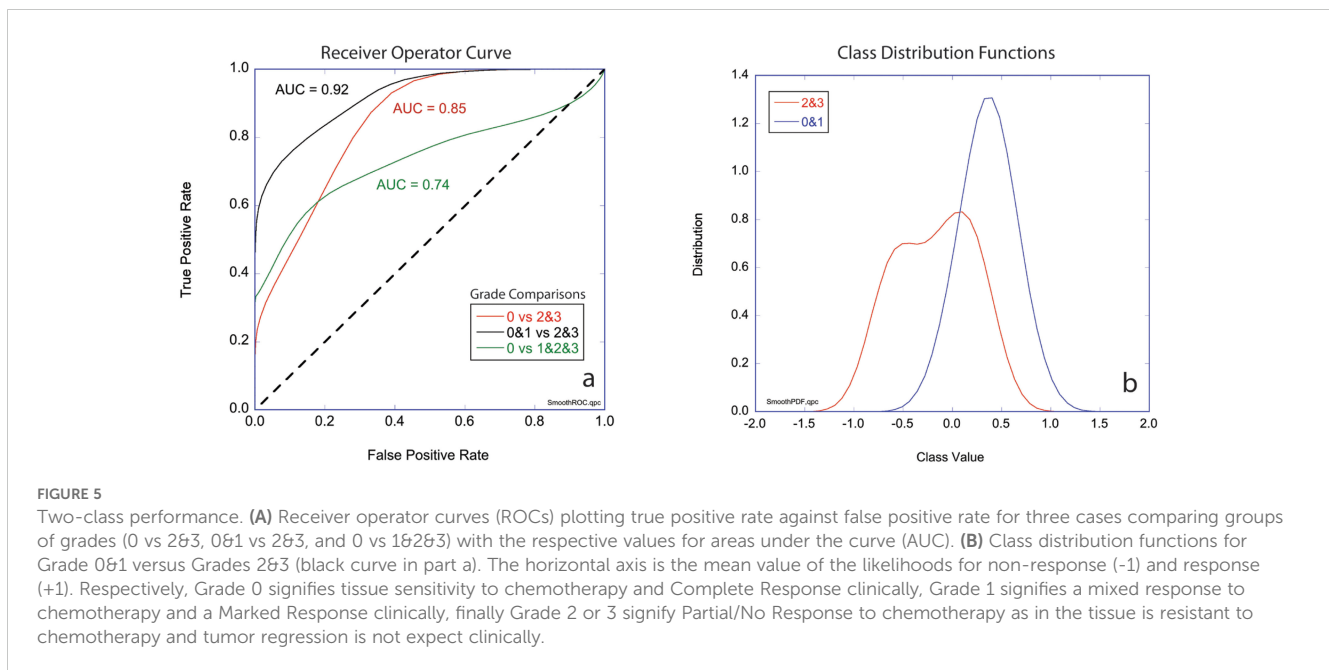 Receiver Operator Curve
1.0
0.8
0.6
0.4
0.2
0.0
True Positive Rate
AUC = 0.92
AUC = 0.85
AUC = 0.74
Grade Comparisons
0 vs 2&3
0&1 vs 2&3
0 vs 1&2&3
a
SmoothROC.qpc
0.0 0.2 0.4 0.6 0.8 1.0
False Positive Rate
Class Distribution Functions
1.4
1.2
1.0
0.8
0.6
0.4
0.2
0.0
Distribution
2&3
0&1
b
SmoothPDF,qpc
-2.0 -1.5 -1.0 -0.5 0.0 0.5 1.0 1.5 2.0
Class Value
FIGURE 5
Two-class performance. (A) Receiver operator curves (ROCs) plotting true positive rate against false positive rate for three cases comparing groups
of grades (0 vs 2&3, 0&1 vs 2&3, and 0 vs 1&2&3) with the respective values for areas under the curve (AUC). (B) Class distribution functions for
Grade 0&1 versus Grades 2&3 (black curve in part a). The horizontal axis is the mean value of the likelihoods for non-response (-1) and response
(+1). Respectively, Grade 0 signifies tissue sensitivity to chemotherapy and Complete Response clinically, Grade 1 signifies a mixed response to
chemotherapy and a Marked Response clinically, finally Grade 2 or 3 signify Partial/No Response to chemotherapy as in the tissue is resistant to
chemotherapy and tumor regression is not expect clinically.